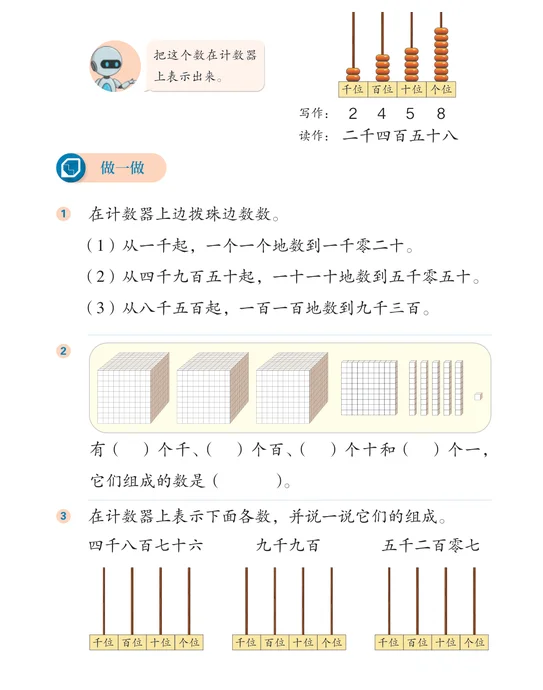 把这个数在计数器
上表示出来。
千位 百位 十位 个位
写作： 2 4 5 8
读作： 二千四百五十八
做一做
1 在计数器上边拨珠边数数。
（1）从一千起，一个一个地数到一千零二十。
（2）从四千九百五十起，一十一十地数到五千零五十。
（3）从八千五百起，一百一百地数到九千三百。
2
有（ ）个千、（ ）个百、（ ）个十和（ ）个一，
它们组成的数是（ ）。
3 在计数器上表示下面各数，并说一说它们的组成。
四千八百七十六 九千九百 五千二百零七
千位 百位 十位 个位 千位 百位 十位 个位 千位 百位 十位 个位